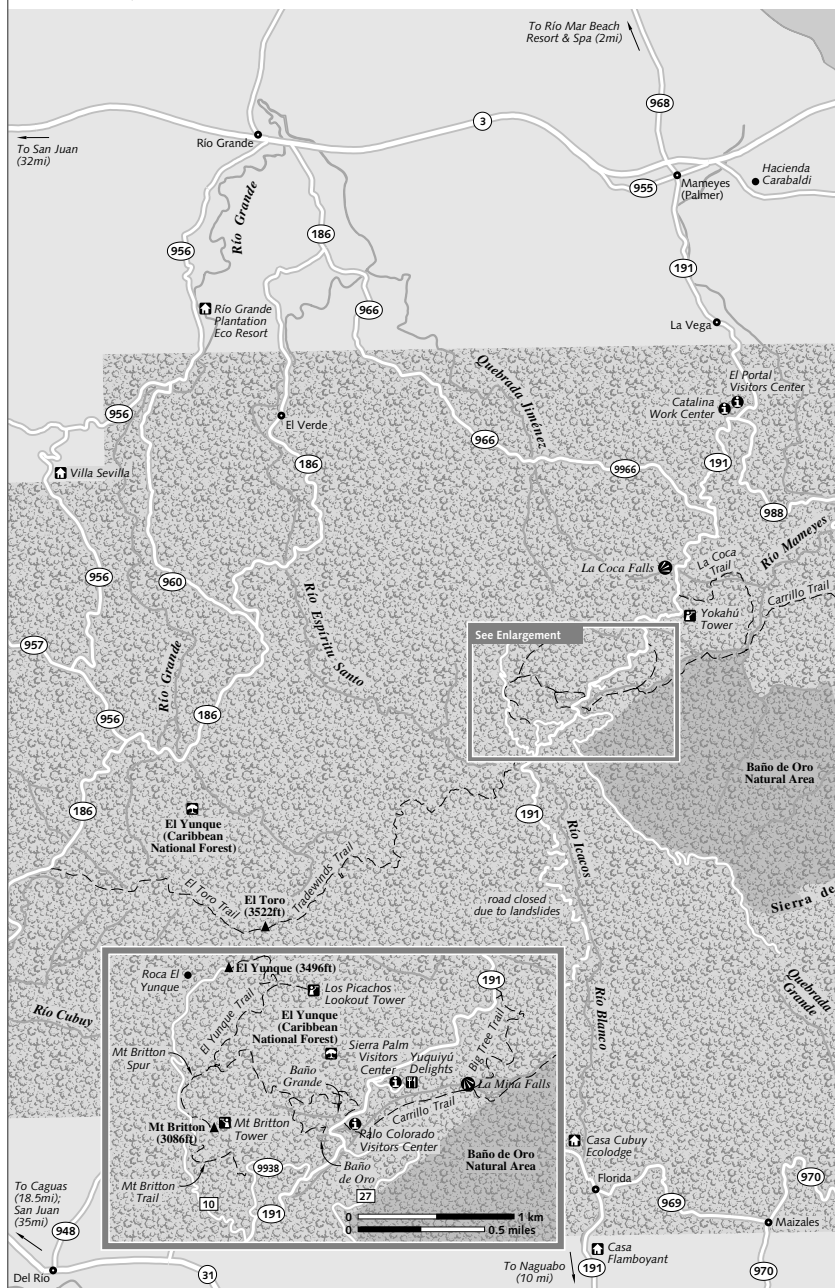 To Río Mar Beach
Resort & Spa (2mi)
968
3
Río Grande
To San Juan
(32mi)
955
Mameyes
(Palmer)
Hacienda
Carabaldi
Río Grande
186
956
191
Río Grande
Plantation
Eco Resort
966
La Vega
El Portal
Visitors Center
Catalina
Work Center
Quebrada Jiménez
956
El Verde
966
191
Villa Sevilla
186
9966
988
La Coca Falls
La Coca
Trail
Río Mameyes
956
960
Carrillo Trail
Yokahú
Tower
Río Espíritu Santo
See Enlargement
957
Río Grande
956
186
Baño de Oro
Natural Area
186
El Yunque
(Caribbean
National Forest)
191
Río Icacos
El Toro Trail
El Toro
(3522ft)
Tradewinds Trail
road closed
due to landslides
Sierra de
Roca El
Yunque
El Yunque (3496ft)
191
Los Picachos
Lookout Tower
Quebrada
Grande
Río Cubuy
El Yunque Trail
El Yunque
(Caribbean
National Forest)
Río Blanco
Mt Britton
Spur
Sierra Palm
Visitors
Center
Yuquiyú
Delights
Big Tree Trail
Baño
Grande
La Mina Falls
Carrillo Trail
Mt Britton
(3086ft)
Mt Britton
Tower
Palo Colorado
Visitors Center
Casa Cubuy
Ecolodge
Mt Britton
Trail
9938
Baño
de Oro
Baño de Oro
Natural Area
Florida
970
To Caguas
(18.5mi);
San Juan
(35mi)
10
191
27
969
0 1 km
0 0.5 miles
Maizales
948
Del Río
31
To Naguabo
(10 mi)
191
Casa
Flamboyant
970